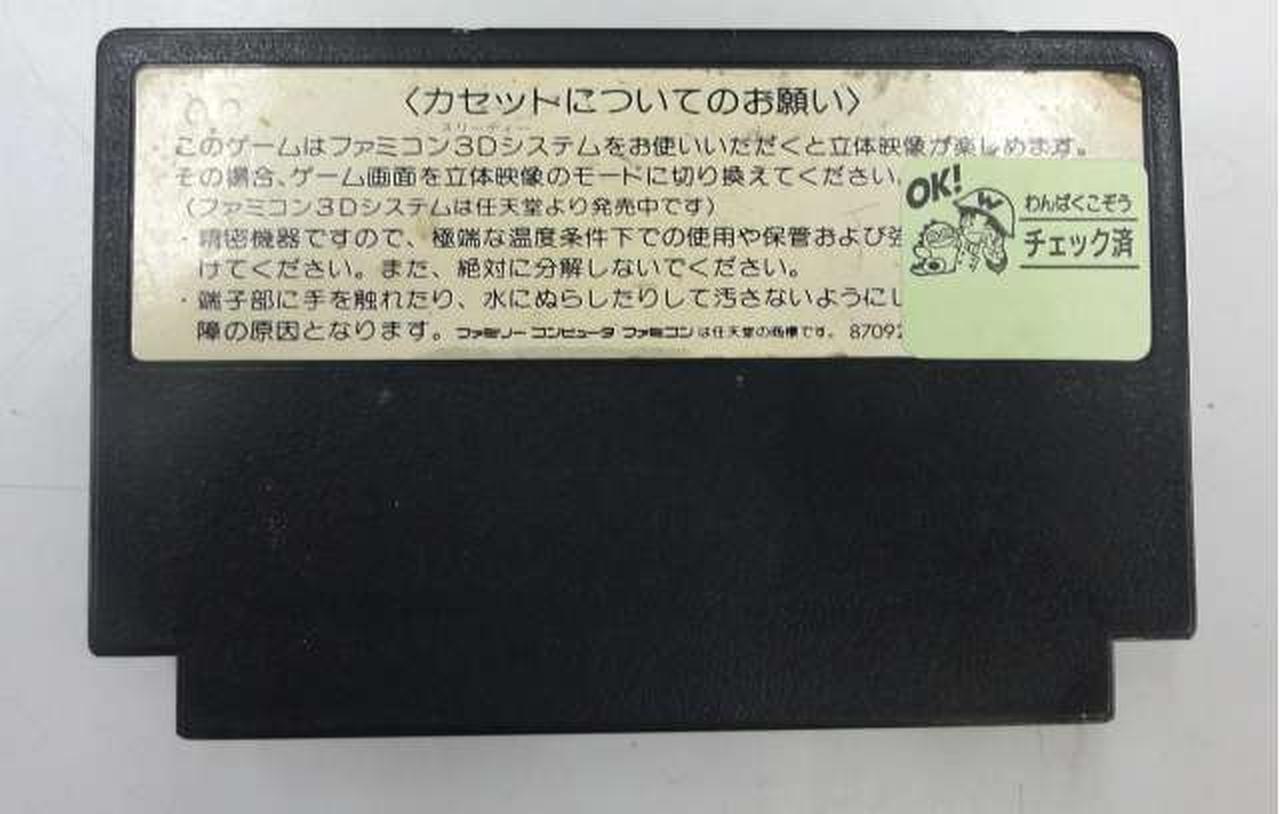 〈カセットについてのお願い〉
スリーディー
このゲームはファミコン3Dシステムをお使いいただくと立体映像が楽しめます。
その場合、ゲーム画面を立体映像のモードに切り換えてください。
(ファミコン3Dシステムは任天堂より発売中です)
・精密機器ですので、極端な温度条件下での使用や保管および強
けてください。また、絶対に分解しないでください。
・端子部に手を触れたり、水にぬらしたりして汚さないようにし
障の原因となります。ファミリーコンピュータ ファミコンは任天堂の商標です。 87092
OK!
W
わんぱくこぞう
チェック済